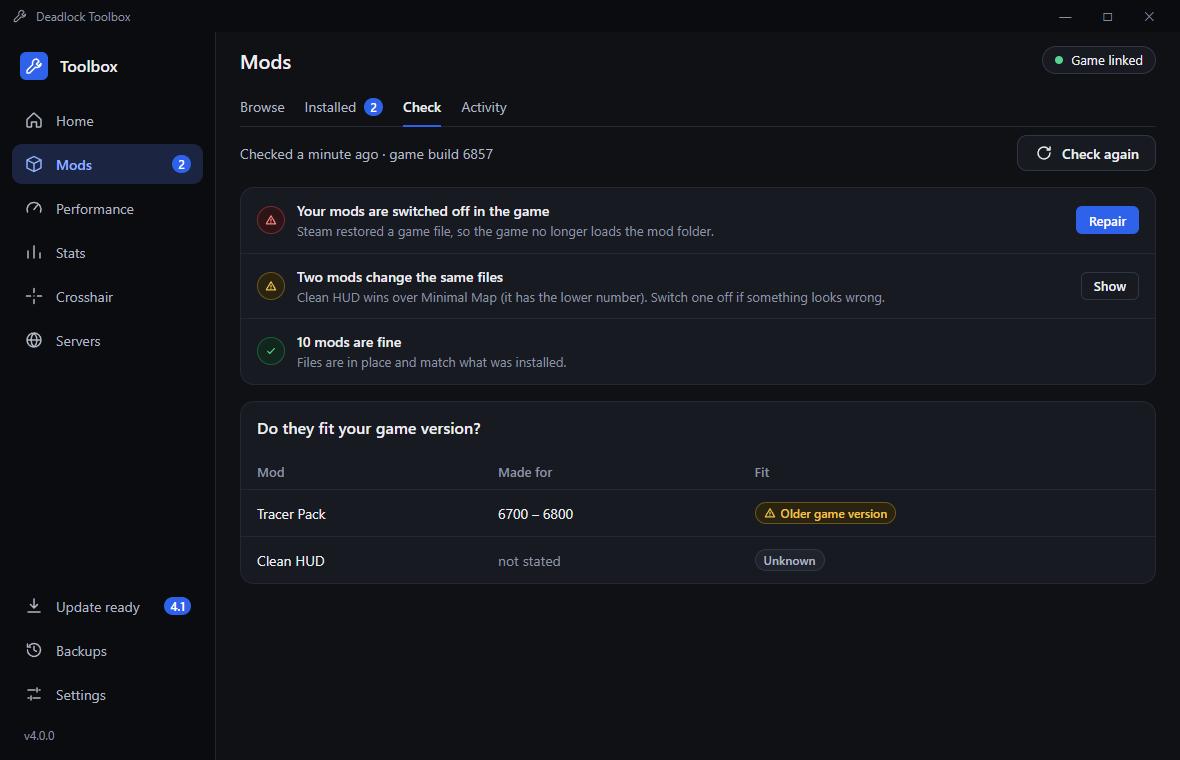 Deadlock Toolbox
Toolbox
Home
Mods 2
Performance
Stats
Crosshair
Servers
Update ready 4.1
Backups
Settings
v4.0.0
Mods
Game linked
Browse Installed 2 Check Activity
Checked a minute ago · game build 6857
Check again
Your mods are switched off in the game
Steam restored a game file, so the game no longer loads the mod folder.
Repair
Two mods change the same files
Clean HUD wins over Minimal Map (it has the lower number). Switch one off if something looks wrong.
Show
10 mods are fine
Files are in place and match what was installed.
Do they fit your game version?
Mod Made for Fit
Tracer Pack 6700 – 6800 Older game version
Clean HUD not stated Unknown